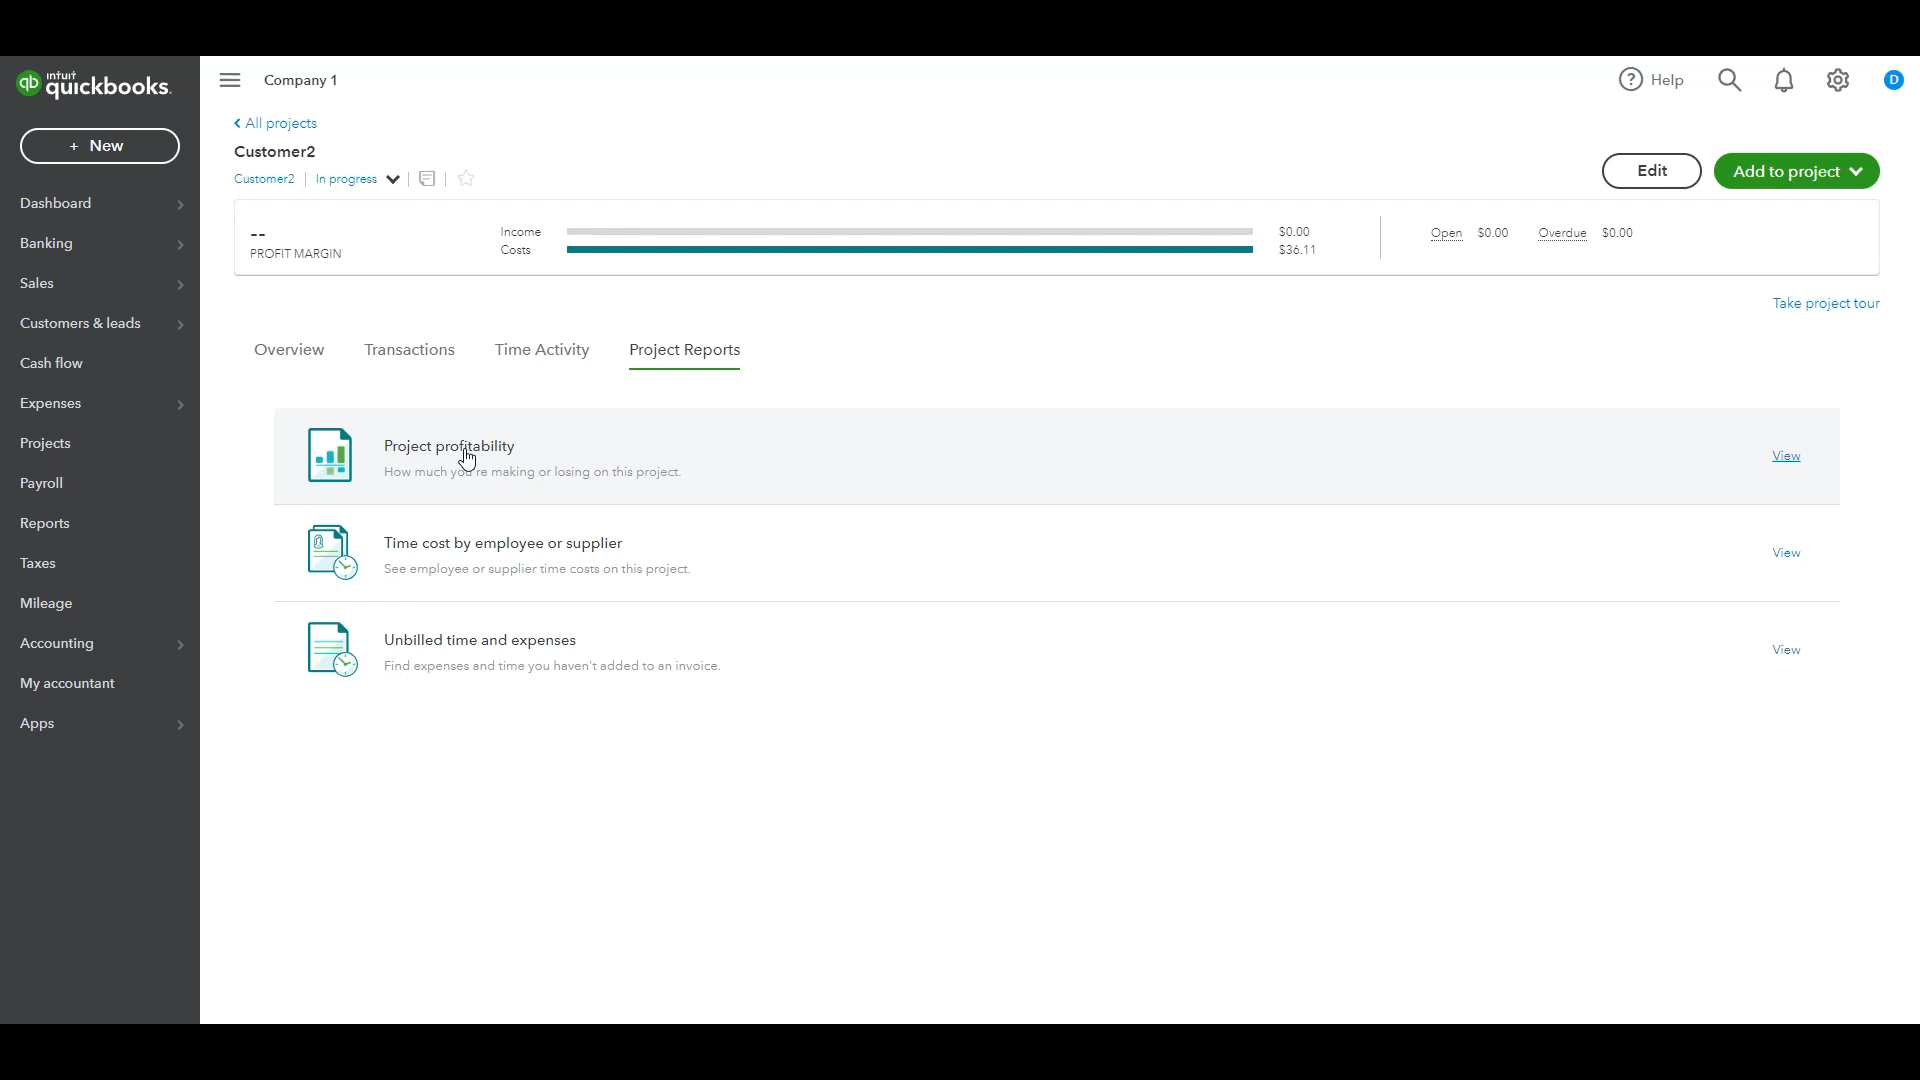 intuit
quickbooks.
Company 1
Help
D
+ New
Dashboard
Banking
Sales
Customers & leads
Cash flow
Expenses
Projects
Payroll
Reports
Taxes
Mileage
Accounting
My accountant
Apps
All projects
Customer2
Customer2 In progress
Edit
Add to project
--
PROFIT MARGIN
Income $0.00
Costs $36.11
Open $0.00 Overdue $0.00
Take project tour
Overview Transactions Time Activity Project Reports
Project profitability
How much you're making or losing on this project.
View
Time cost by employee or supplier
See employee or supplier time costs on this project.
View
Unbilled time and expenses
Find expenses and time you haven't added to an invoice.
View